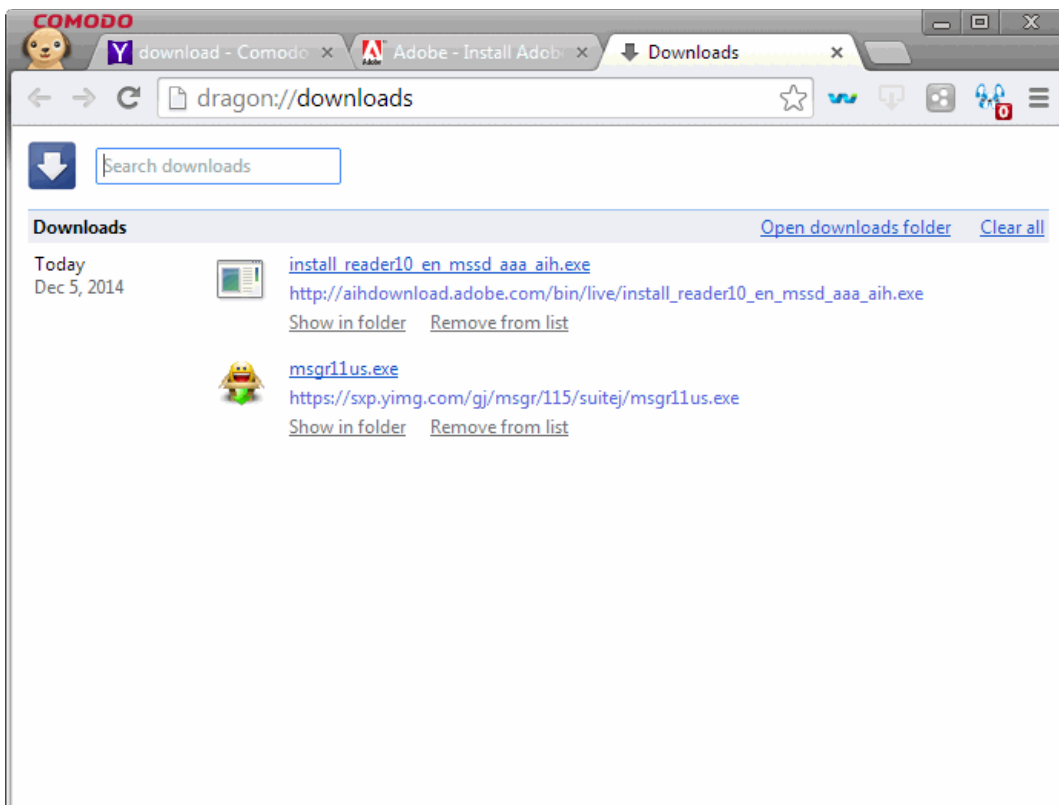 COMODO
download - Comodo
Adobe - Install Adob
Downloads
dragon://downloads
0
Search downloads
Downloads
Open downloads folder
Clear all
Today
install_reader10_en_mssd_aaa_aih.exe
Dec 5, 2014
http://aihdownload.adobe.com/bin/live/install_reader10_en_mssd_aaa_aih.exe
Show in folder
Remove from list
msgr11us.exe
https://sxp.yimg.com/gj/msgr/115/suitej/msgr11us.exe
Show in folder
Remove from list